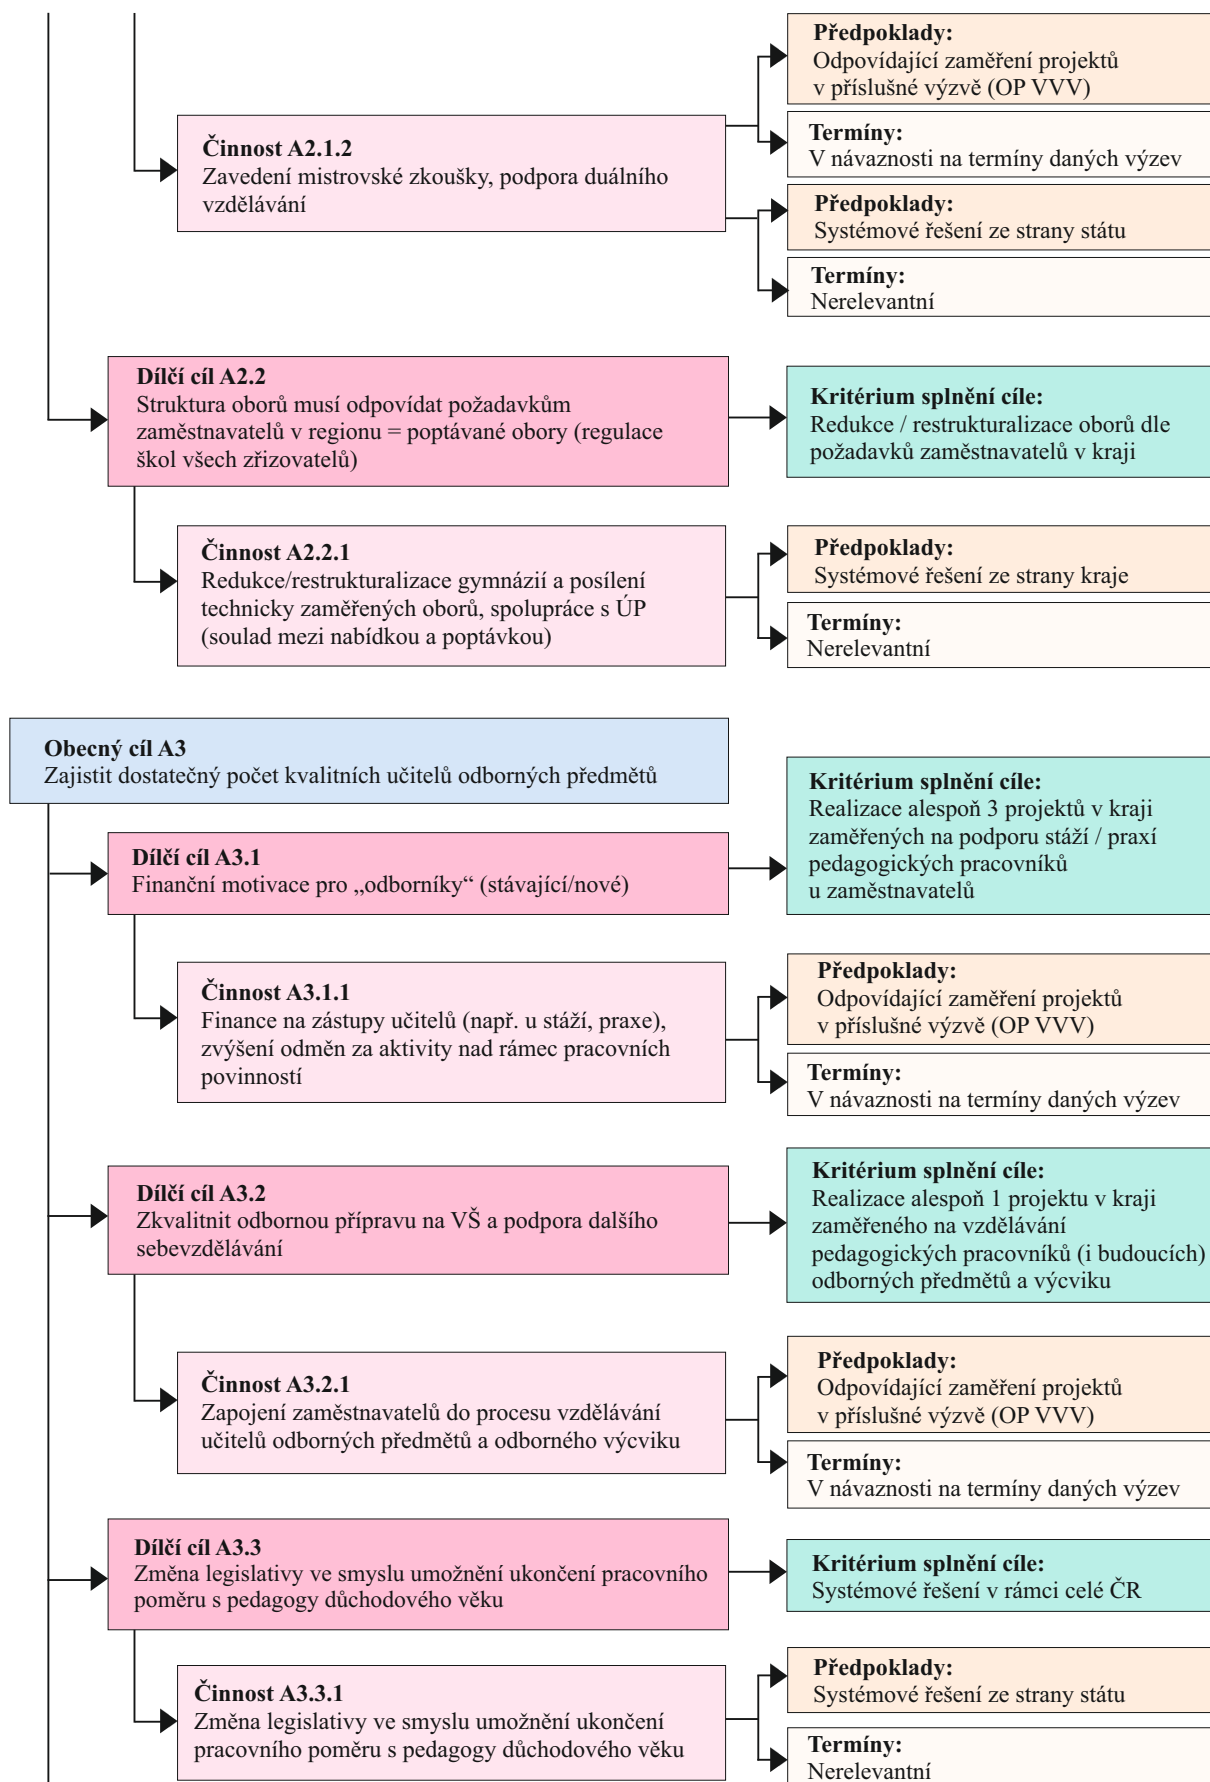 Předpoklady:
Odpovídající zaměření projektů
v příslušné výzvě (OP VVV)
Termíny:
V návaznosti na termíny daných výzev
Činnost A2.1.2
Zavedení mistrovské zkoušky, podpora duálního
vzdělávání
Předpoklady:
Systémové řešení ze strany státu
Termíny:
Nerelevantní
Dílčí cíl A2.2
Struktura oborů musí odpovídat požadavkům
zaměstnavatelů v regionu = poptávané obory (regulace
škol všech zřizovatelů)
Kritérium splnění cíle:
Redukce / restrukturalizace oborů dle
požadavků zaměstnavatelů v kraji
Činnost A2.2.1
Redukce/restrukturalizace gymnázií a posílení
technicky zaměřených oborů, spolupráce s ÚP
(soulad mezi nabídkou a poptávkou)
Předpoklady:
Systémové řešení ze strany kraje
Termíny:
Nerelevantní
Obecný cíl A3
Zajistit dostatečný počet kvalitních učitelů odborných předmětů
Dílčí cíl A3.1
Finanční motivace pro „odborníky“ (stávající/nové)
Kritérium splnění cíle:
Realizace alespoň 3 projektů v kraji
zaměřených na podporu stáží / praxí
pedagogických pracovníků
u zaměstnavatelů
Činnost A3.1.1
Finance na zástupy učitelů (např. u stáží, praxe),
zvýšení odměn za aktivity nad rámec pracovních
povinností
Předpoklady:
Odpovídající zaměření projektů
v příslušné výzvě (OP VVV)
Termíny:
V návaznosti na termíny daných výzev
Dílčí cíl A3.2
Zkvalitnit odbornou přípravu na VŠ a podpora dalšího
sebevzdělávání
Kritérium splnění cíle:
Realizace alespoň 1 projektu v kraji
zaměřeného na vzdělávání
pedagogických pracovníků (i budoucích)
odborných předmětů a výcviku
Činnost A3.2.1
Zapojení zaměstnavatelů do procesu vzdělávání
učitelů odborných předmětů a odborného výcviku
Předpoklady:
Odpovídající zaměření projektů
v příslušné výzvě (OP VVV)
Termíny:
V návaznosti na termíny daných výzev
Dílčí cíl A3.3
Změna legislativy ve smyslu umožnění ukončení pracovního
poměru s pedagogy důchodového věku
Kritérium splnění cíle:
Systémové řešení v rámci celé ČR
Činnost A3.3.1
Změna legislativy ve smyslu umožnění ukončení
pracovního poměru s pedagogy důchodového věku
Předpoklady:
Systémové řešení ze strany státu
Termíny:
Nerelevantní